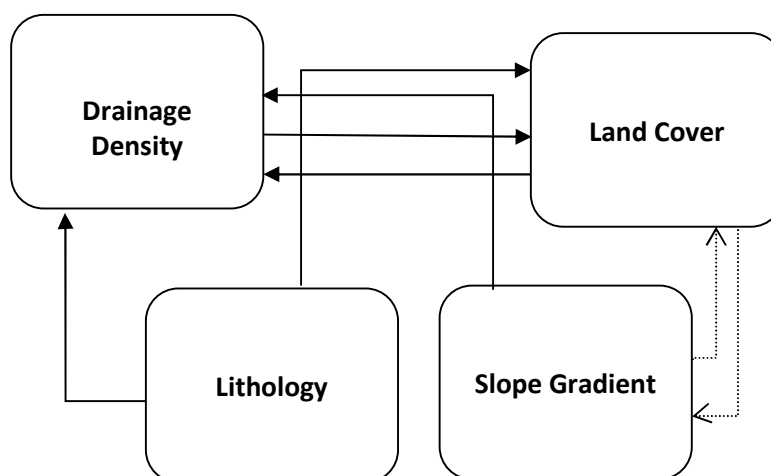 Drainage
Density
Land Cover
Lithology
Slope Gradient